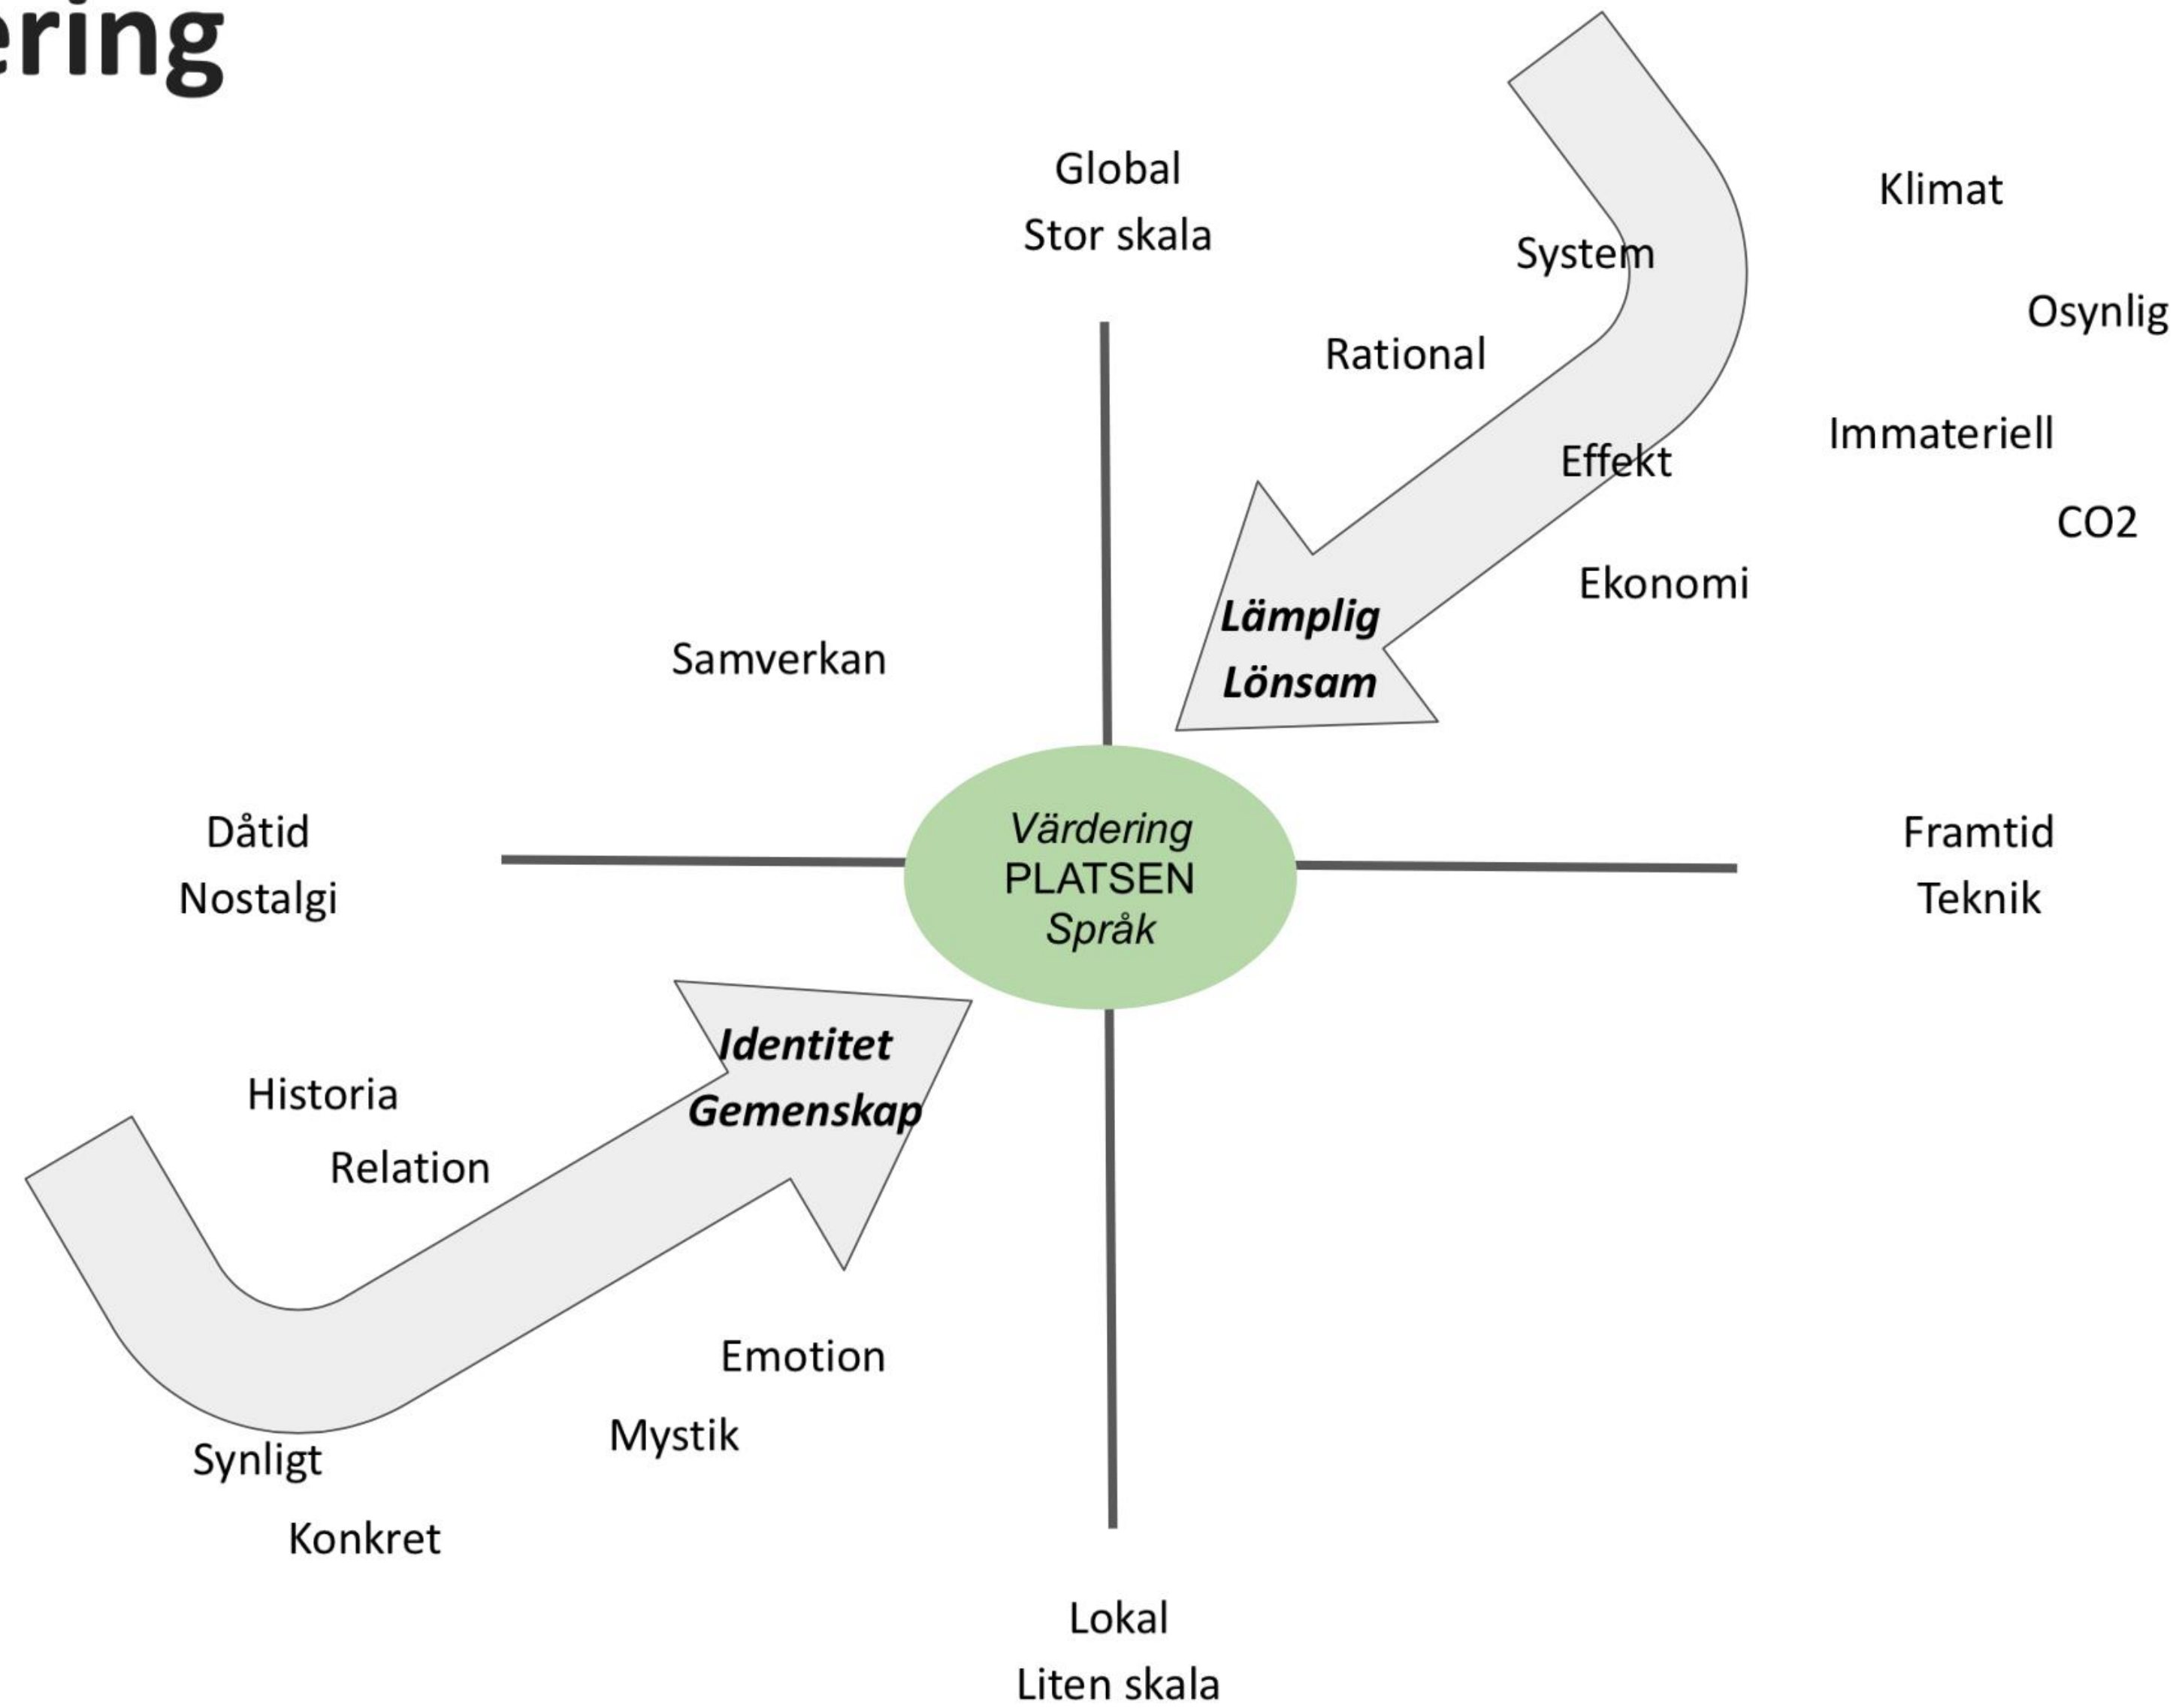 ering
Global
Stor skala
Klimat
System
Osynlig
Rational
Immateriell
Effekt
CO2
Ekonomi
Lämplig
Lönsam
Samverkan
Dåtid
Nostalgi
Värdering
PLATSEN
Språk
Framtid
Teknik
Identitet
Gemenskap
Historia
Relation
Emotion
Mystik
Synligt
Konkret
Lokal
Liten skala